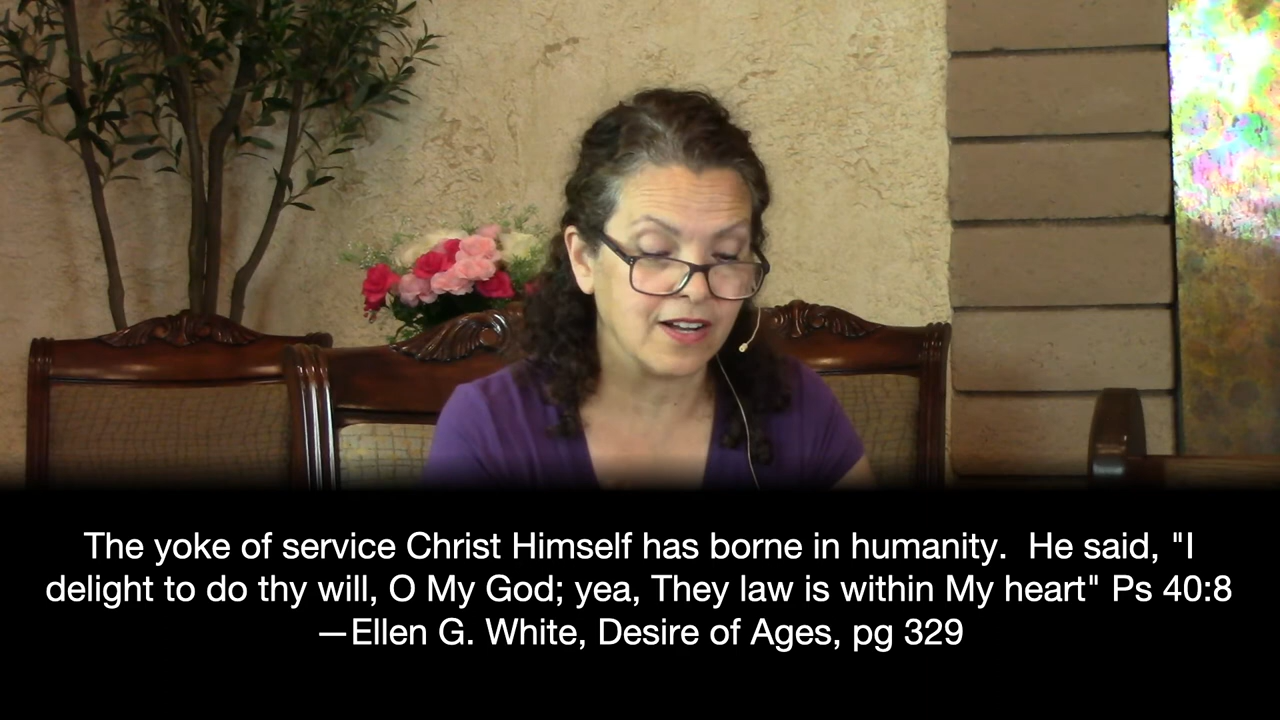 The yoke of service Christ Himself has borne in humanity.  He said, "I
delight to do thy will, O My God; yea, They law is within My heart" Ps 40:8
—Ellen G. White, Desire of Ages, pg 329